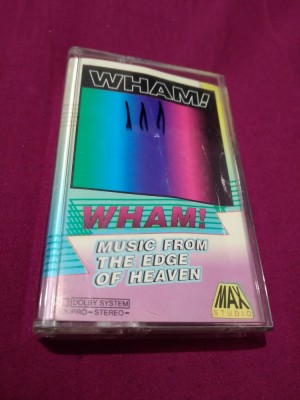 WHAM!
WHAM!
MUSIC FROM
THE EDGE
OF HEAVEN
DOLBY SYSTEM
PRO - STEREO -
MAX
STUDIO